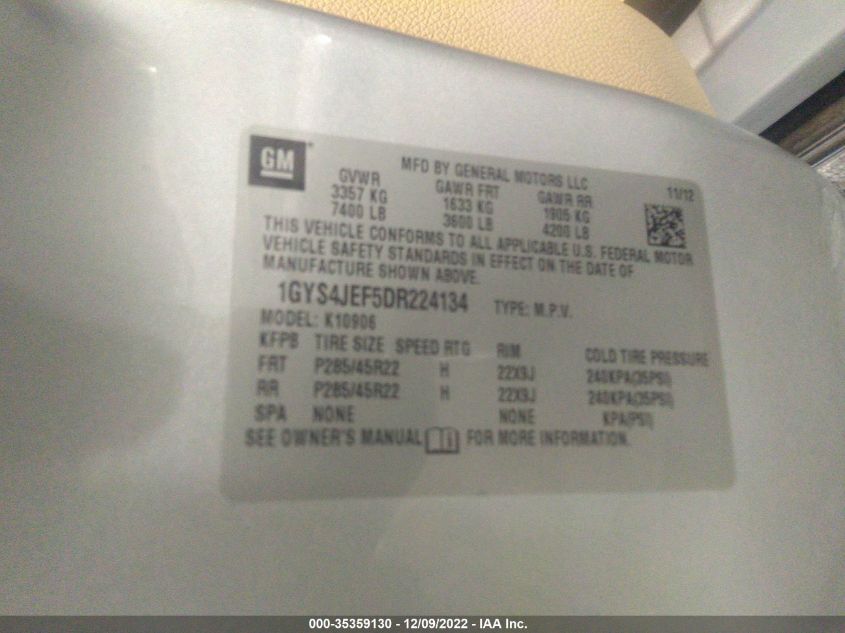 GM
MFD BY GENERAL MOTORS LLC
11/12
GVWR GAWR FRT GAWR RR
3357 KG 1633 KG 1905 KG
7400 LB 3600 LB 4200 LB
THIS VEHICLE CONFORMS TO ALL APPLICABLE U.S. FEDERAL MOTOR
VEHICLE SAFETY STANDARDS IN EFFECT ON THE DATE OF
MANUFACTURE SHOWN ABOVE.
1GYS4JEF5DR224134 TYPE: M.P.V.
MODEL: K10906
KFPB TIRE SIZE SPEED RTG RIM COLD TIRE PRESSURE
FRT P285/45R22 H 22X9J 240KPA(35PSI)
RR P285/45R22 H 22X9J 240KPA(35PSI)
SPA NONE NONE KPA(PSI)
SEE OWNER'S MANUAL FOR MORE INFORMATION.
000-35359130 - 12/09/2022 - IAA Inc.